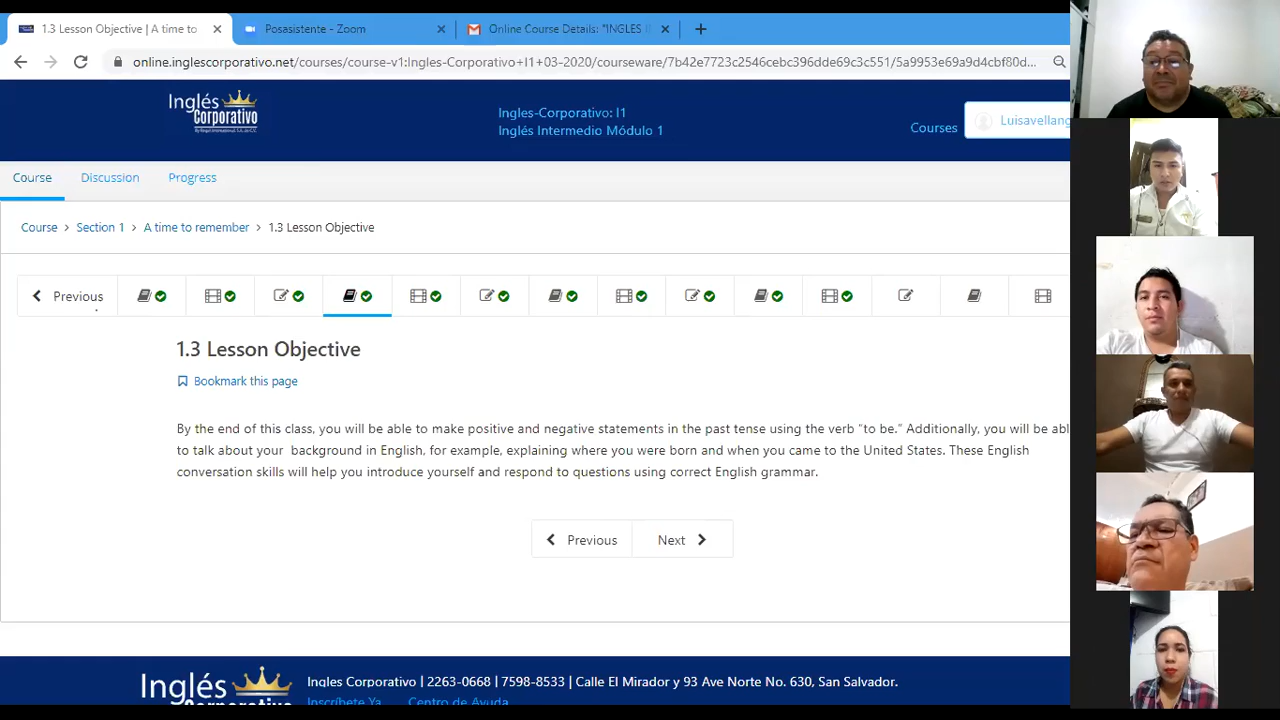 1.3 Lesson Objective | A time to
Posasistente - Zoom
Online Course Details: "INGLES I
online.inglescorporativo.net/courses/course-v1:Ingles-Corporativo+I1+03-2020/courseware/7b42e7723c2546cebc396dde69c3c551/5a9953e69a9d4cbf80d...
Inglés
Corporativo
Ingles-Corporativo: I1
Inglés Intermedio Módulo 1
Courses
Luisavellang
Course
Discussion
Progress
Course > Section 1 > A time to remember > 1.3 Lesson Objective
Previous
1.3 Lesson Objective
Bookmark this page
By the end of this class, you will be able to make positive and negative statements in the past tense using the verb “to be.” Additionally, you will be abl
to talk about your background in English, for example, explaining where you were born and when you came to the United States. These English
conversation skills will help you introduce yourself and respond to questions using correct English grammar.
Previous
Next
Inglés
Corporativo
Ingles Corporativo | 2263-0668 | 7598-8533 | Calle El Mirador y 93 Ave Norte No. 630, San Salvador.
Inscríbete Ya
Centro de Ayuda